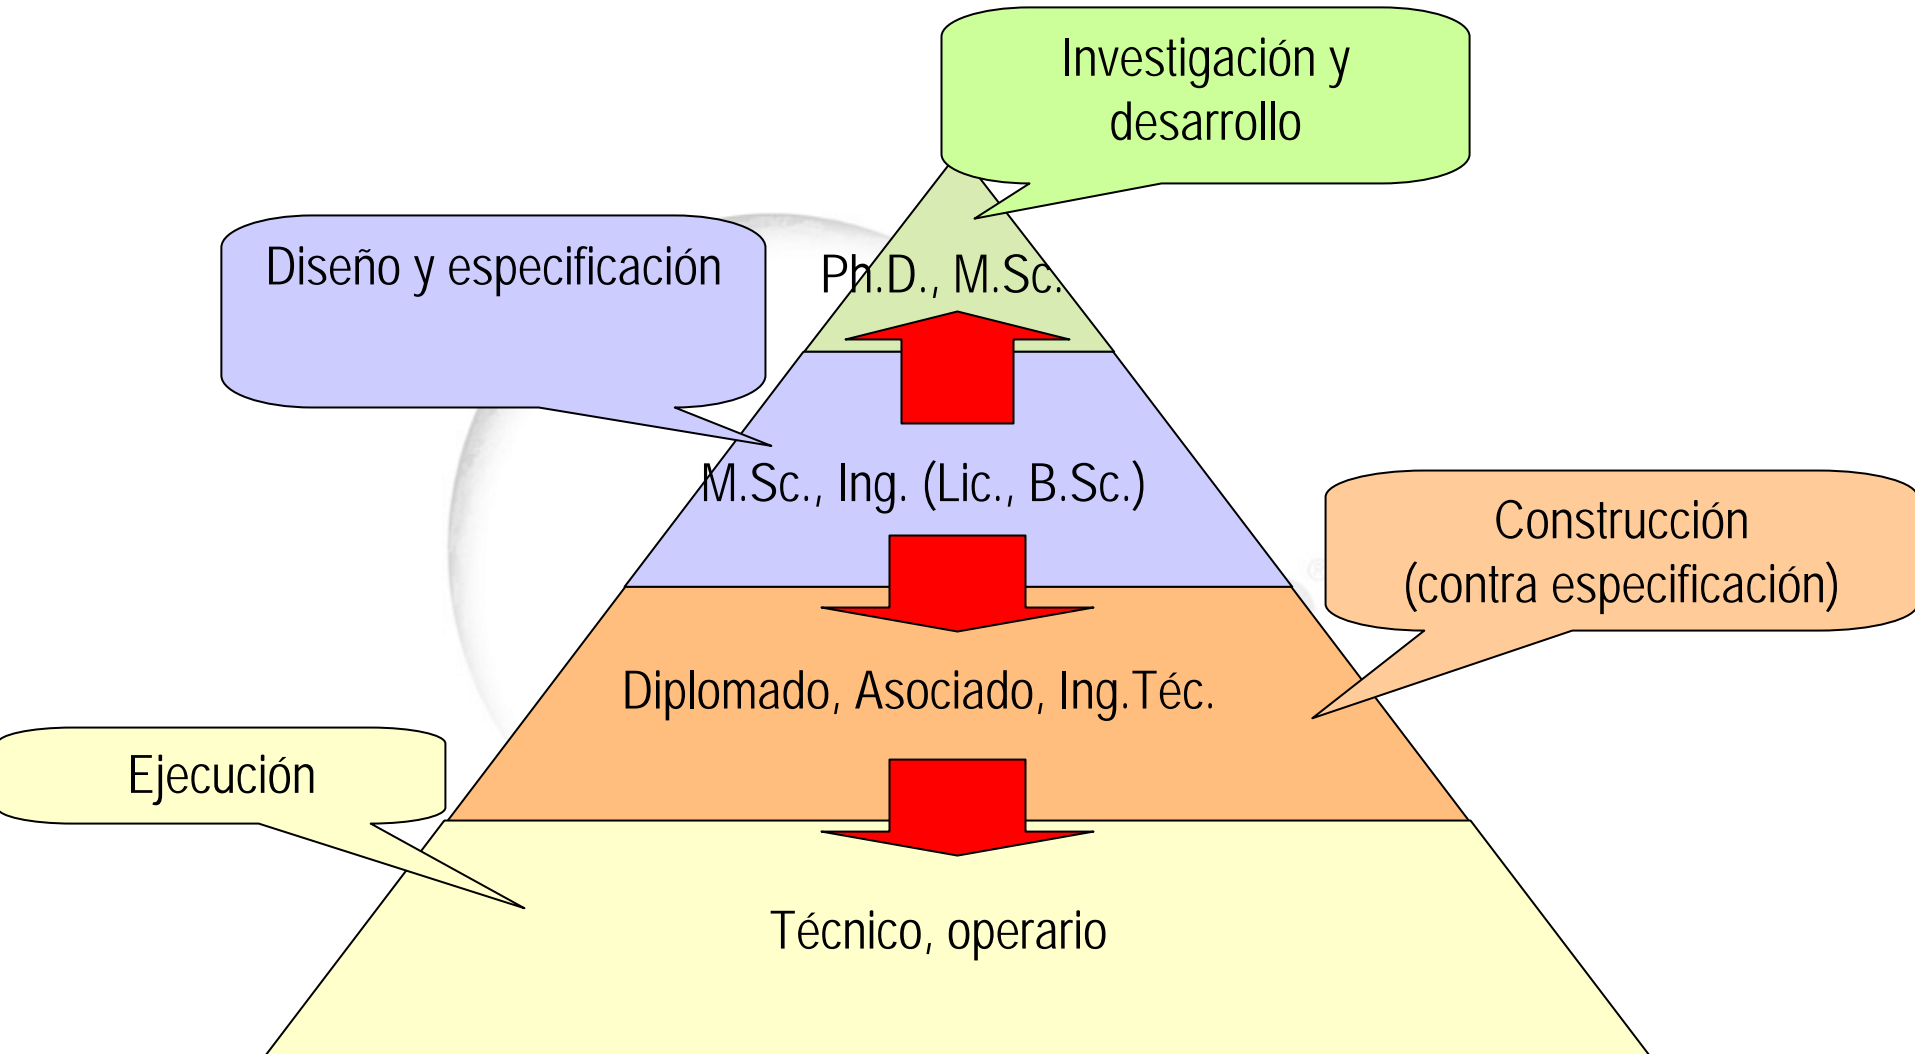 Investigación y
desarrollo
Diseño y especificación
Ph.D., M.Sc.
M.Sc., Ing. (Lic., B.Sc.)
Construcción
(contra especificación)
Diplomado, Asociado, Ing.Téc.
Ejecución
Técnico, operario